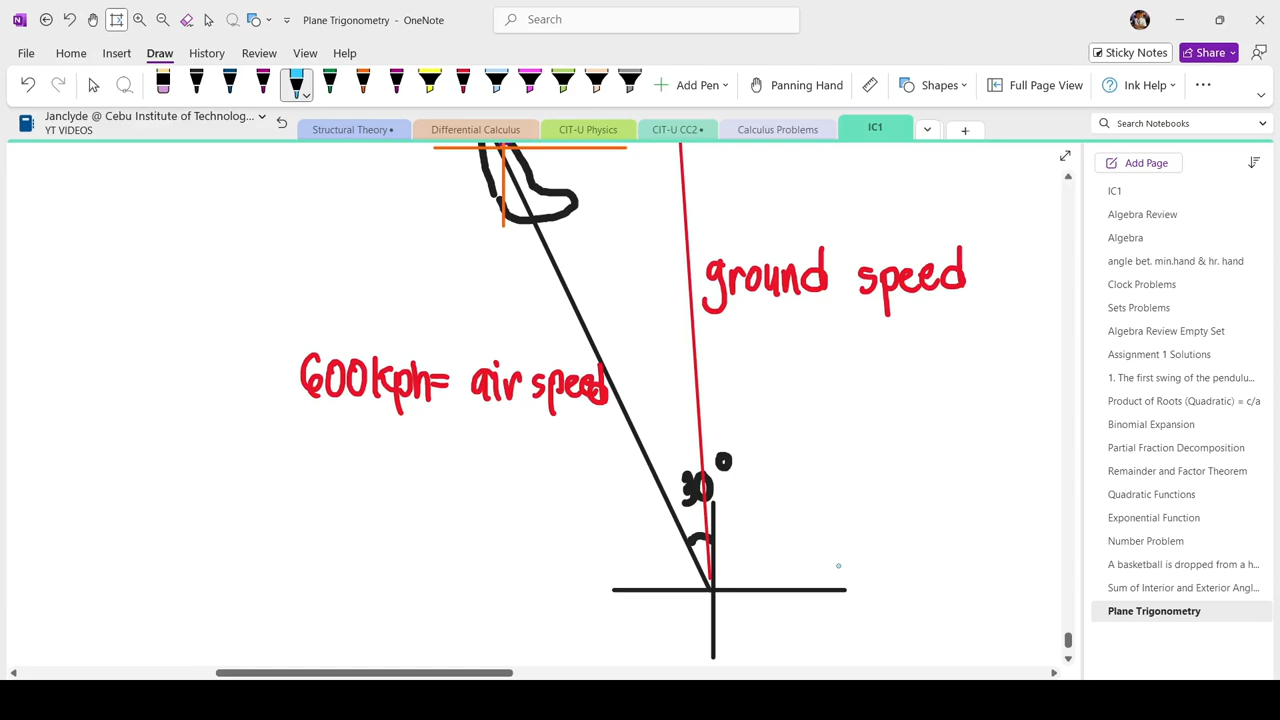 Plane Trigonometry - OneNote
Search
File Home Insert Draw History Review View Help
Sticky Notes
Share
Add Pen
Panning Hand
Shapes
Full Page View
Ink Help
Janclyde @ Cebu Institute of Technolog...
YT VIDEOS
Structural Theory
Differential Calculus
CIT-U Physics
CIT-U CC2
Calculus Problems
IC1
Search Notebooks
Add Page
IC1
Algebra Review
Algebra
angle bet. min.hand & hr. hand
Clock Problems
Sets Problems
Algebra Review Empty Set
Assignment 1 Solutions
1. The first swing of the pendulu...
Product of Roots (Quadratic) = c/a
Binomial Expansion
Partial Fraction Decomposition
Remainder and Factor Theorem
Quadratic Functions
Exponential Function
Number Problem
A basketball is dropped from a h...
Sum of Interior and Exterior Angl...
Plane Trigonometry
ground speed
600kph= air speed
30°